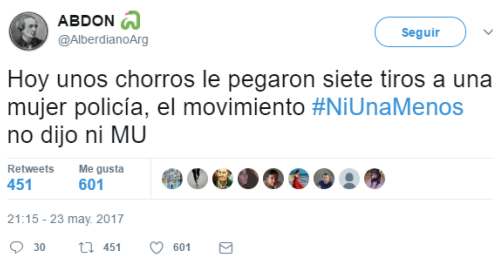 ABDON
@AlberdianoArg
Seguir
Hoy unos chorros le pegaron siete tiros a una
mujer policía, el movimiento #NiUnaMenos
no dijo ni MU
Retweets
451
Me gusta
601
21:15 - 23 may. 2017
30
451
601